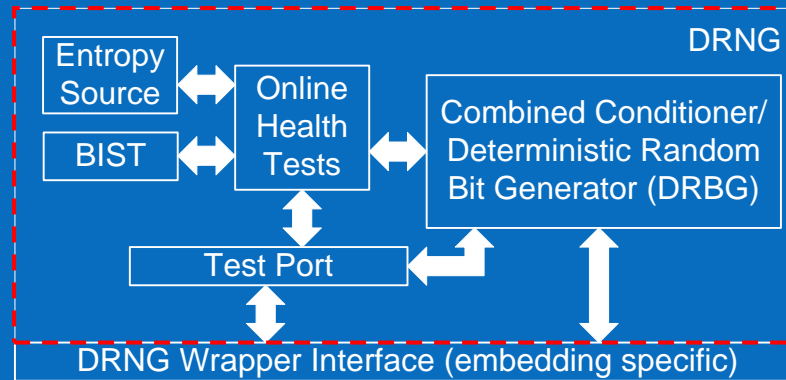 DRNG
Entropy
Source
BIST
Online
Health
Tests
Combined Conditioner/
Deterministic Random
Bit Generator (DRBG)
Test Port
DRNG Wrapper Interface (embedding specific)